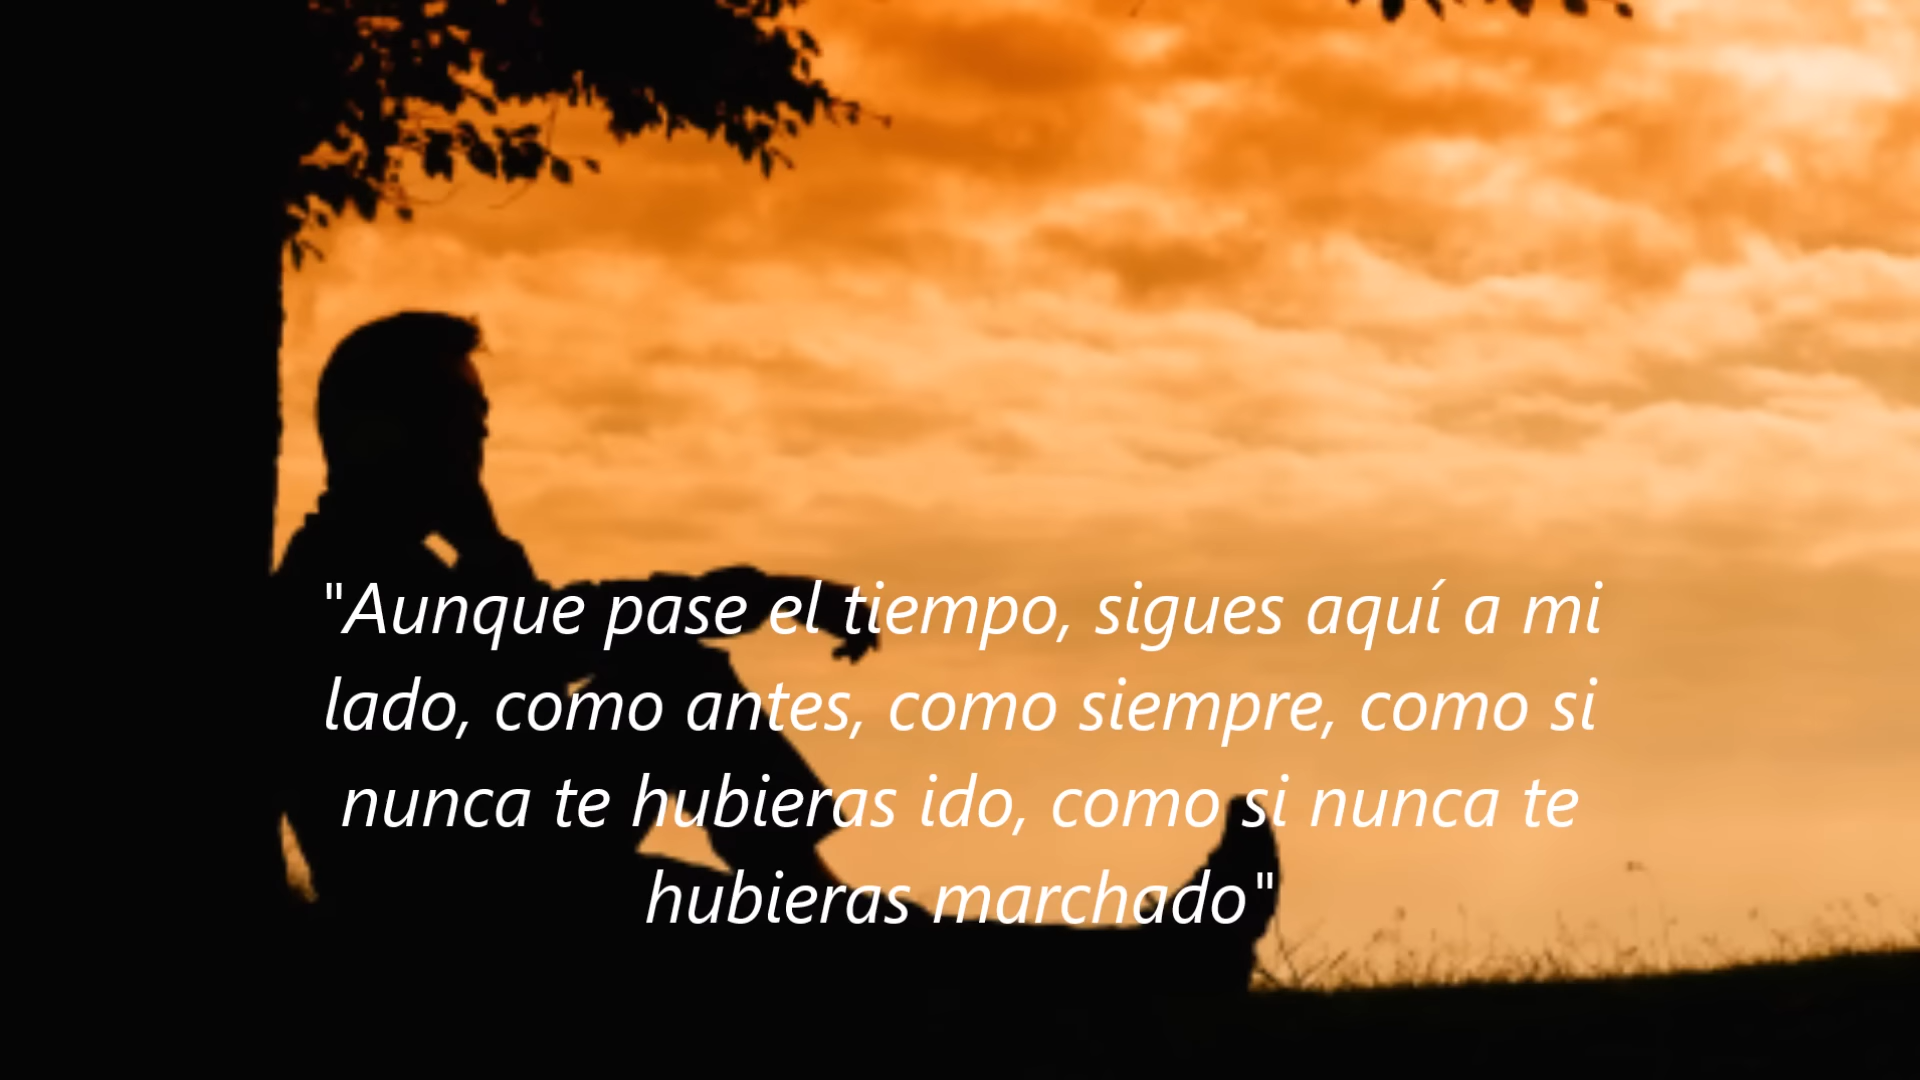 "Aunque pase el tiempo, sigues aquí a mi
lado, como antes, como siempre, como si
nunca te hubieras ido, como si nunca te
hubieras marchado"